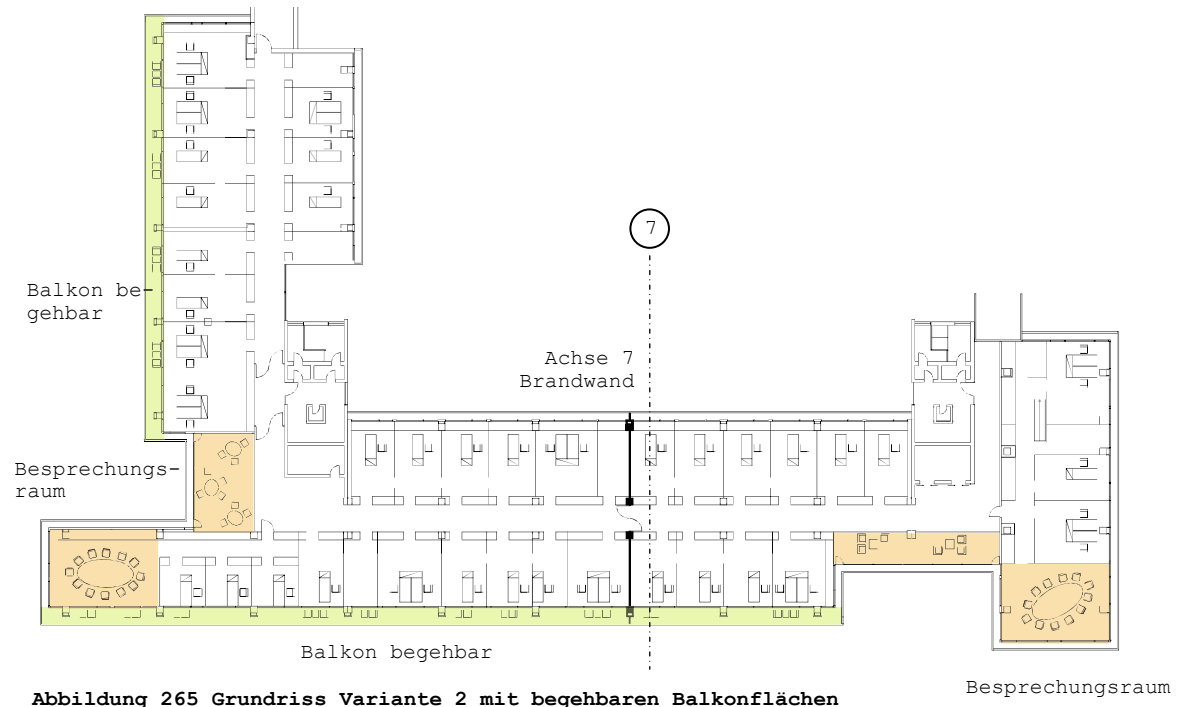 7
Balkon be-
gehbar
Achse 7
Brandwand
Besprechungs-
raum
Balkon begehbar
Besprechungsraum
Abbildung 265 Grundriss Variante 2 mit begehbaren Balkonflächen